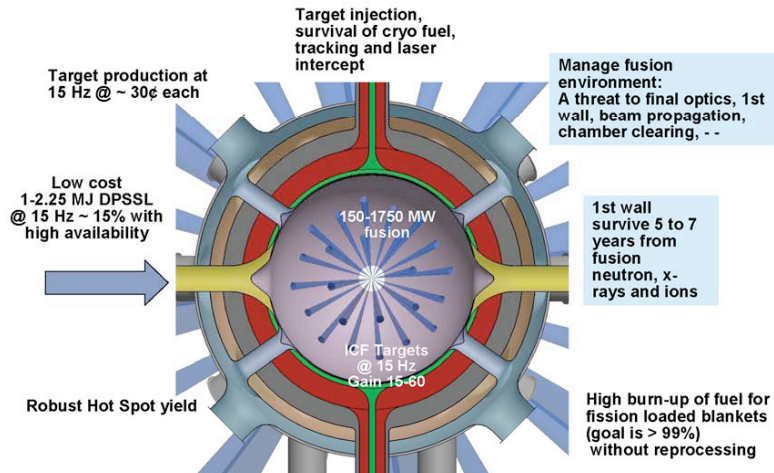 Target injection,
survival of cryo fuel,
tracking and laser
intercept
Target production at
15 Hz @ ~ 30¢ each
Manage fusion
environment:
A threat to final optics, 1st
wall, beam propagation,
chamber clearing, - -
Low cost
1-2.25 MJ DPSSL
@ 15 Hz ~ 15% with
high availability
150-1750 MW
fusion
1st wall
survive 5 to 7
years from
fusion
neutron, x-
rays and ions
ICF Targets
@ 15 Hz
Gain 15-60
Robust Hot Spot yield
High burn-up of fuel for
fission loaded blankets
(goal is > 99%)
without reprocessing